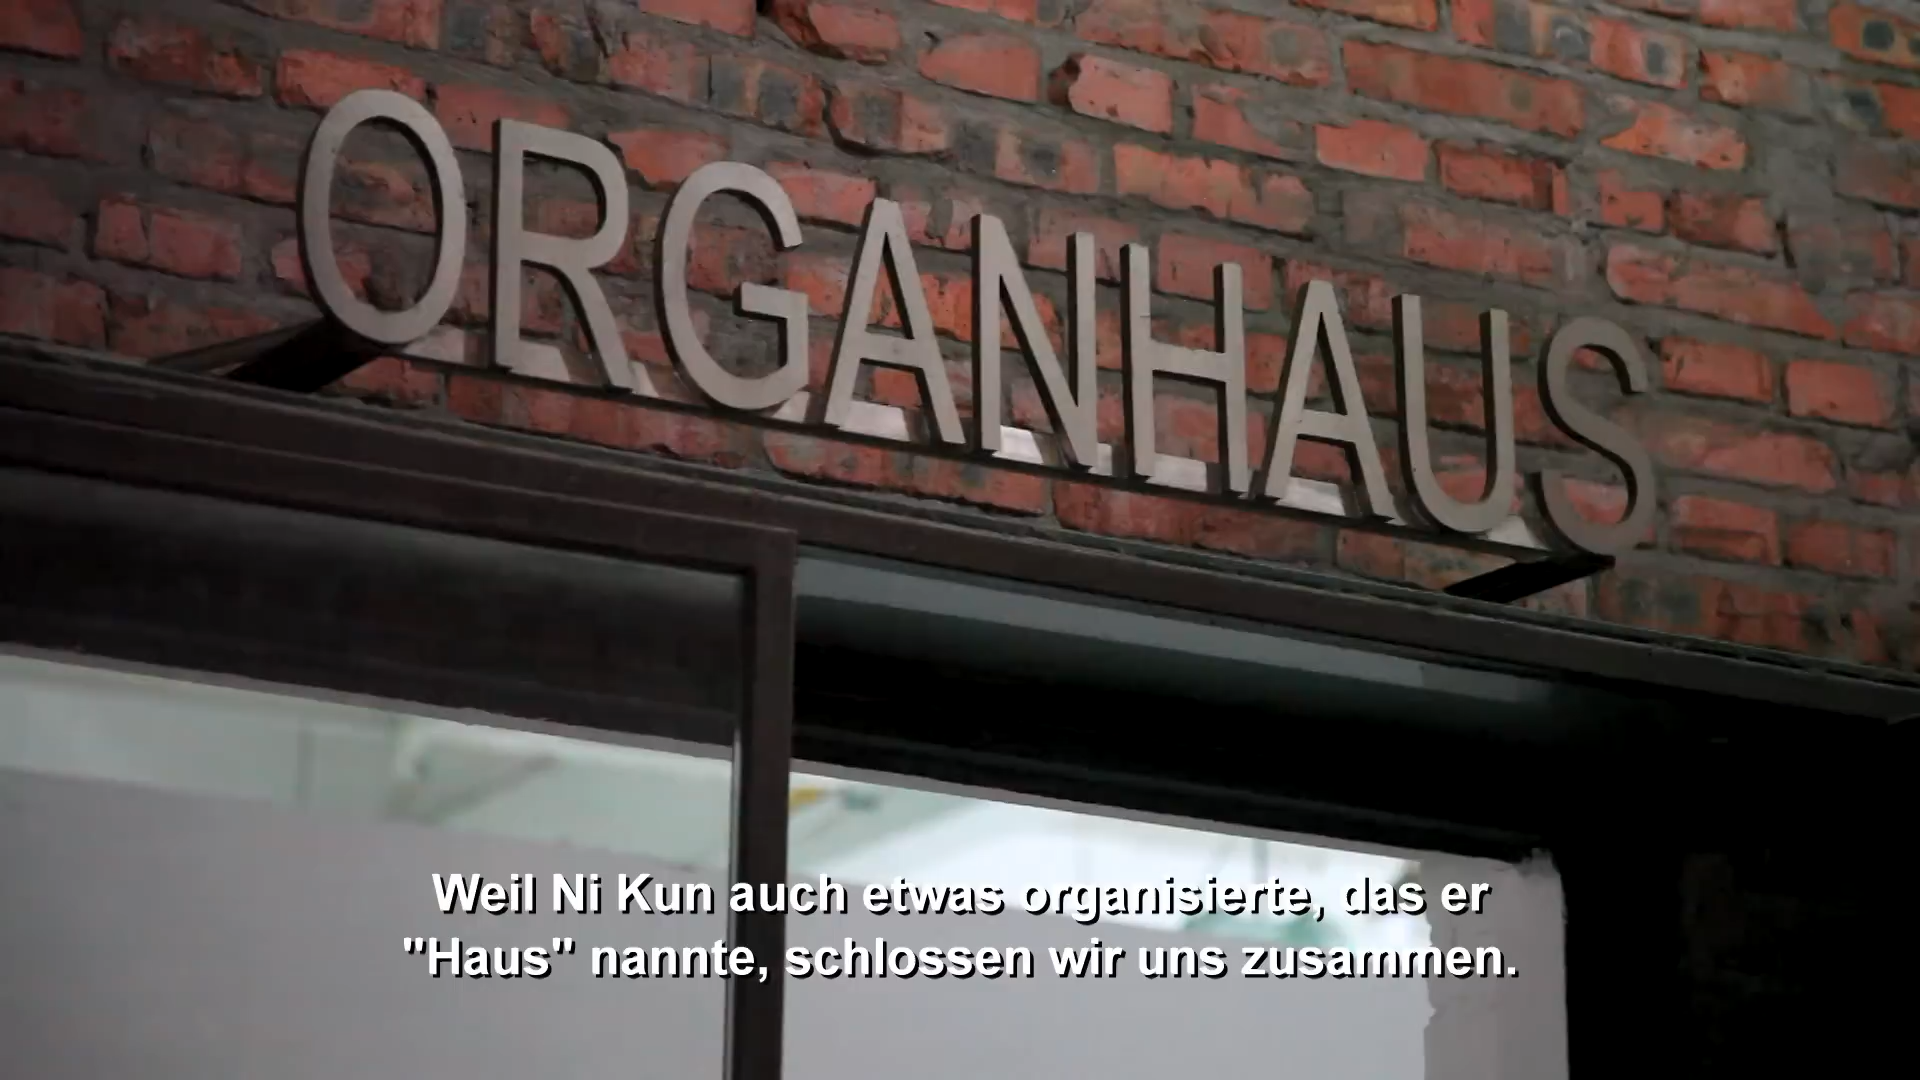 ORGANHAUS
Weil Ni Kun auch etwas organisierte, das er
"Haus" nannte, schlossen wir uns zusammen.